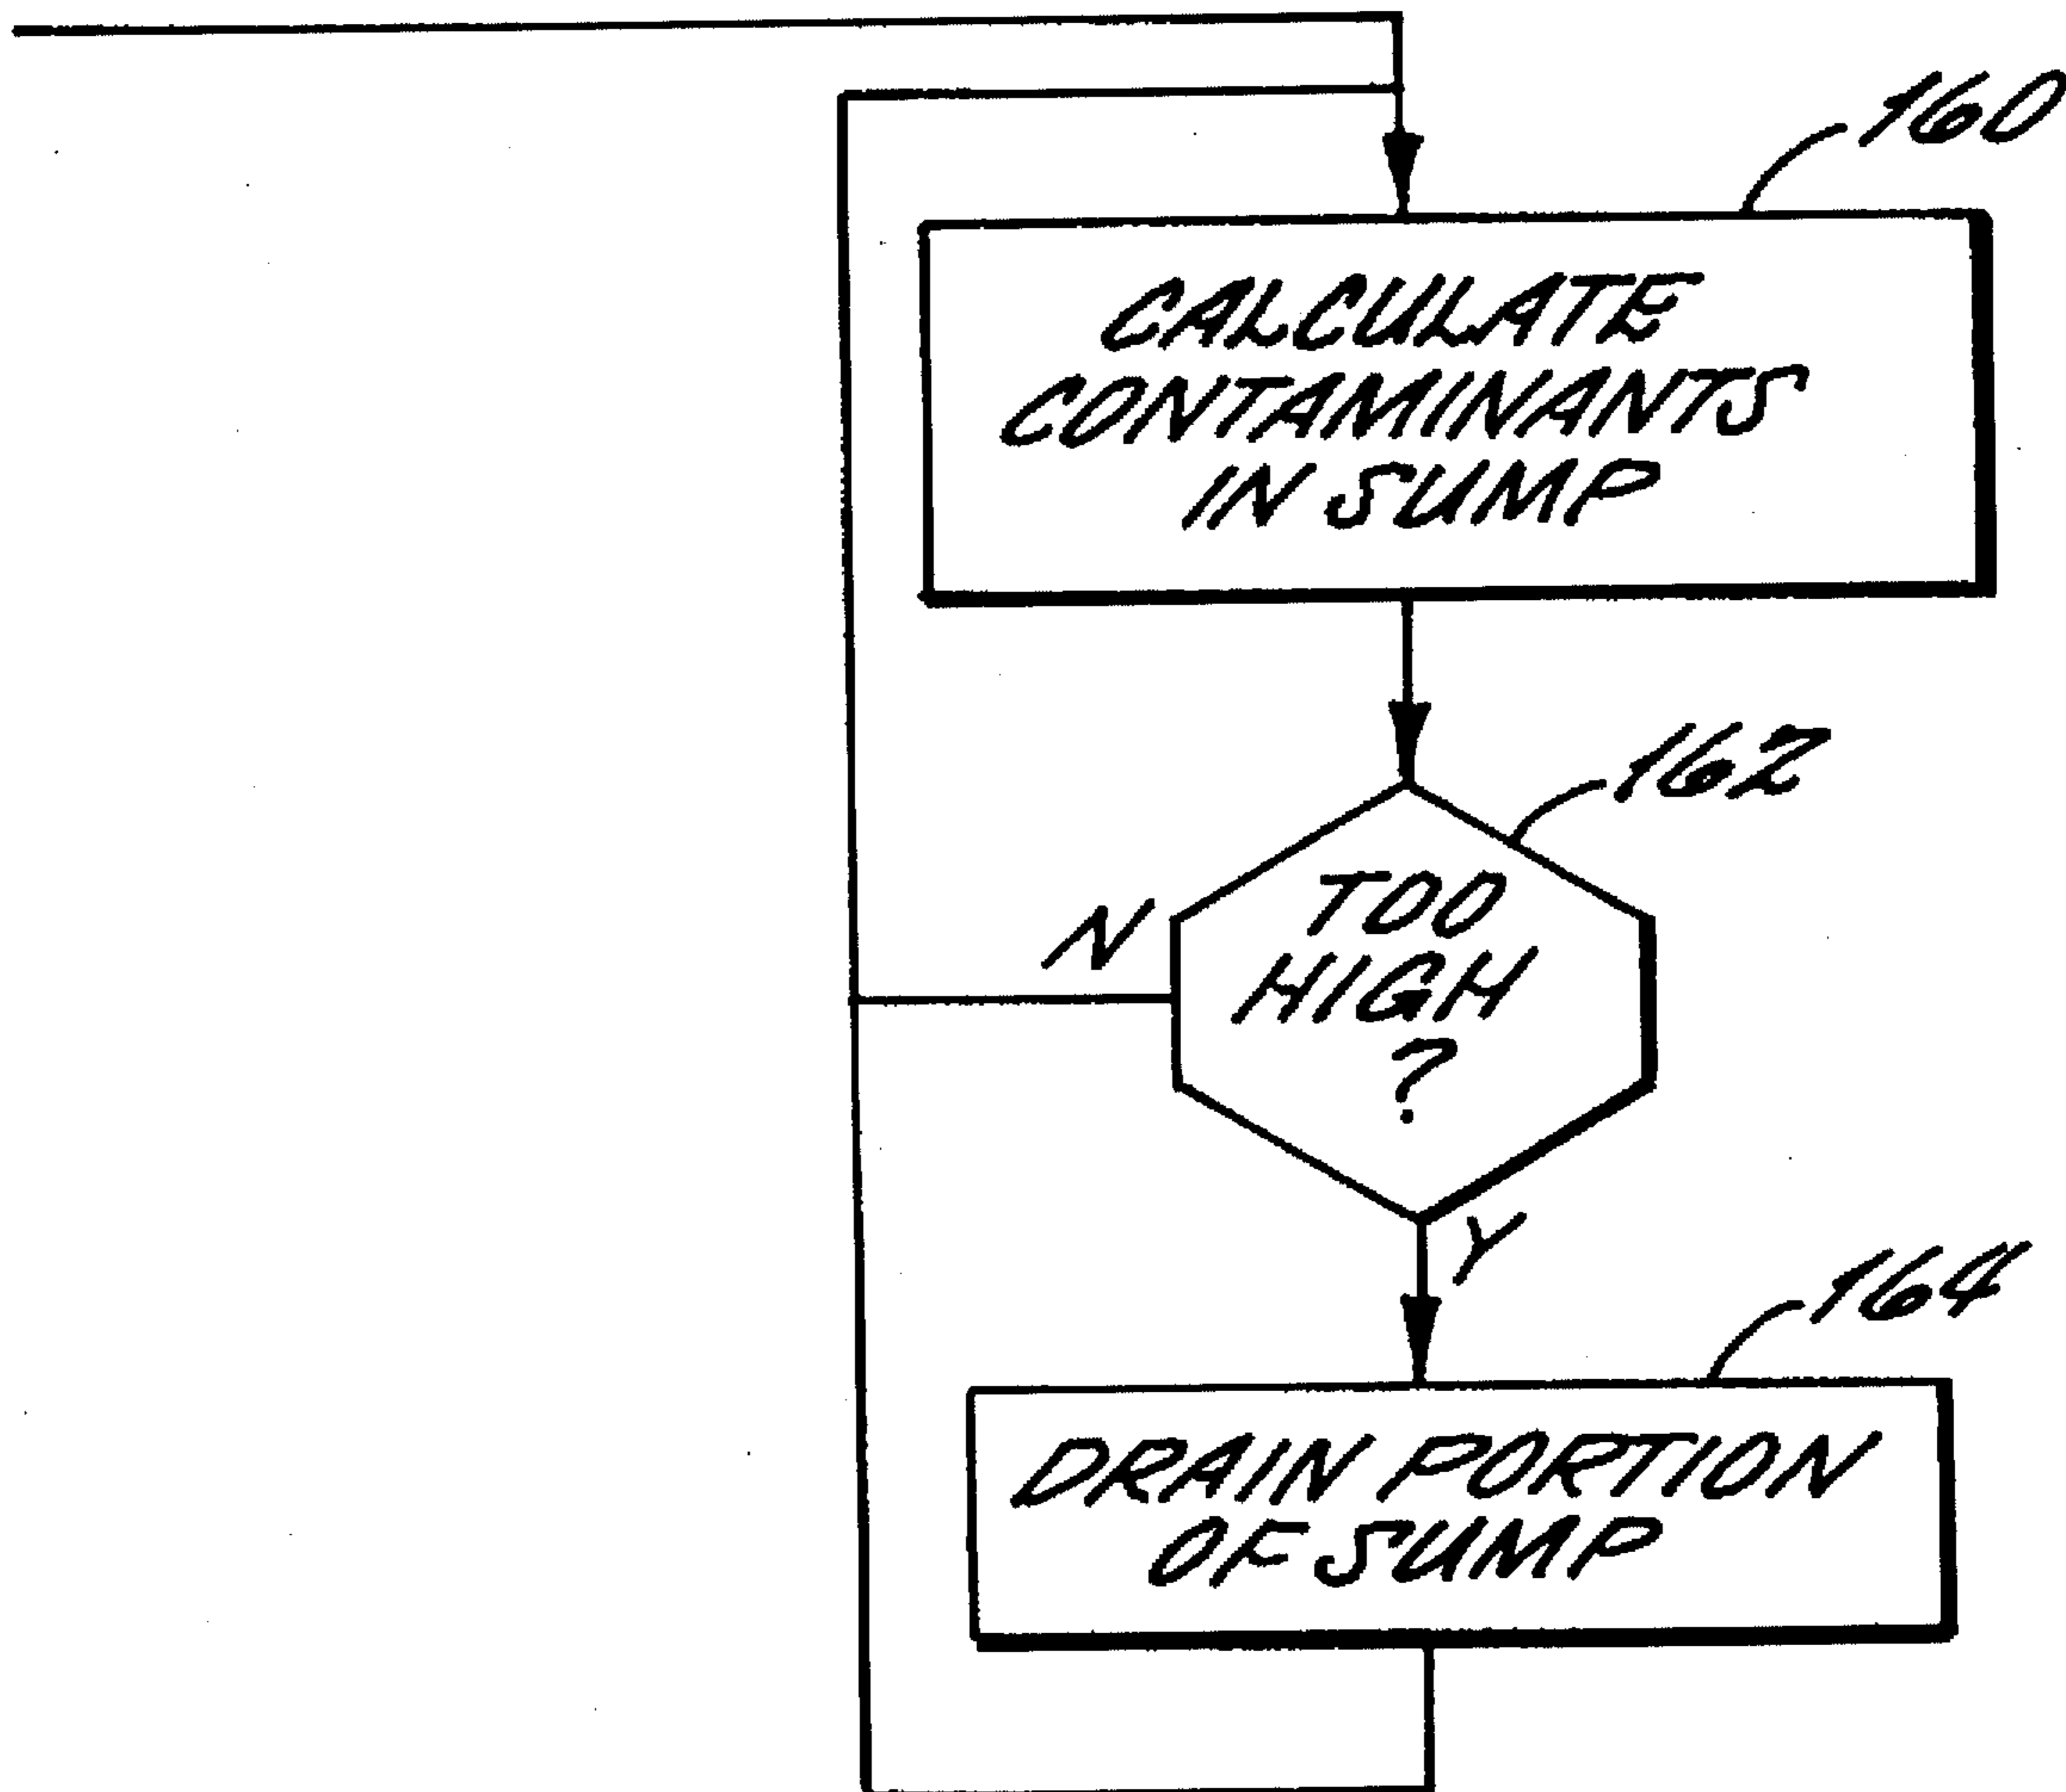 160
CALCULATE
CONTAMINANTS
IN SUMP
162
TOO
HIGH
?
N
Y
164
DRAIN PORTION
OF SUMP